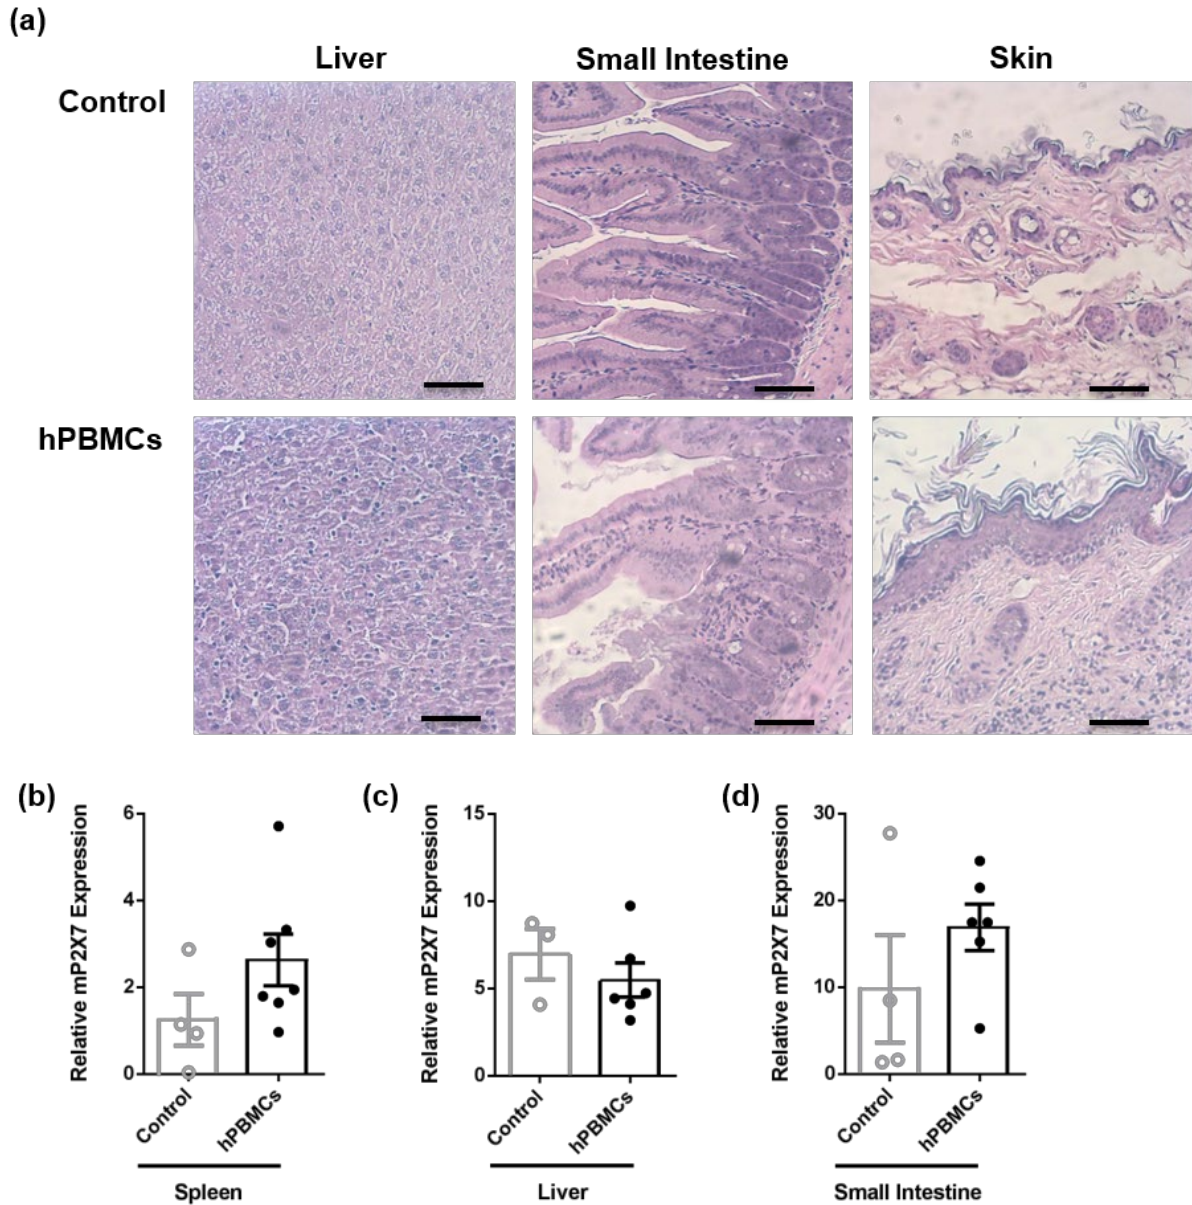 (a)
Liver Small Intestine Skin
Control
hPBMCs
(b) (c) (d)
Relative mP2X7 Expression
6
4
2
0
Control
hPBMCs
Spleen
Relative mP2X7 Expression
15
10
5
0
Control
hPBMCs
Liver
Relative mP2X7 Expression
30
20
10
0
Control
hPBMCs
Small Intestine